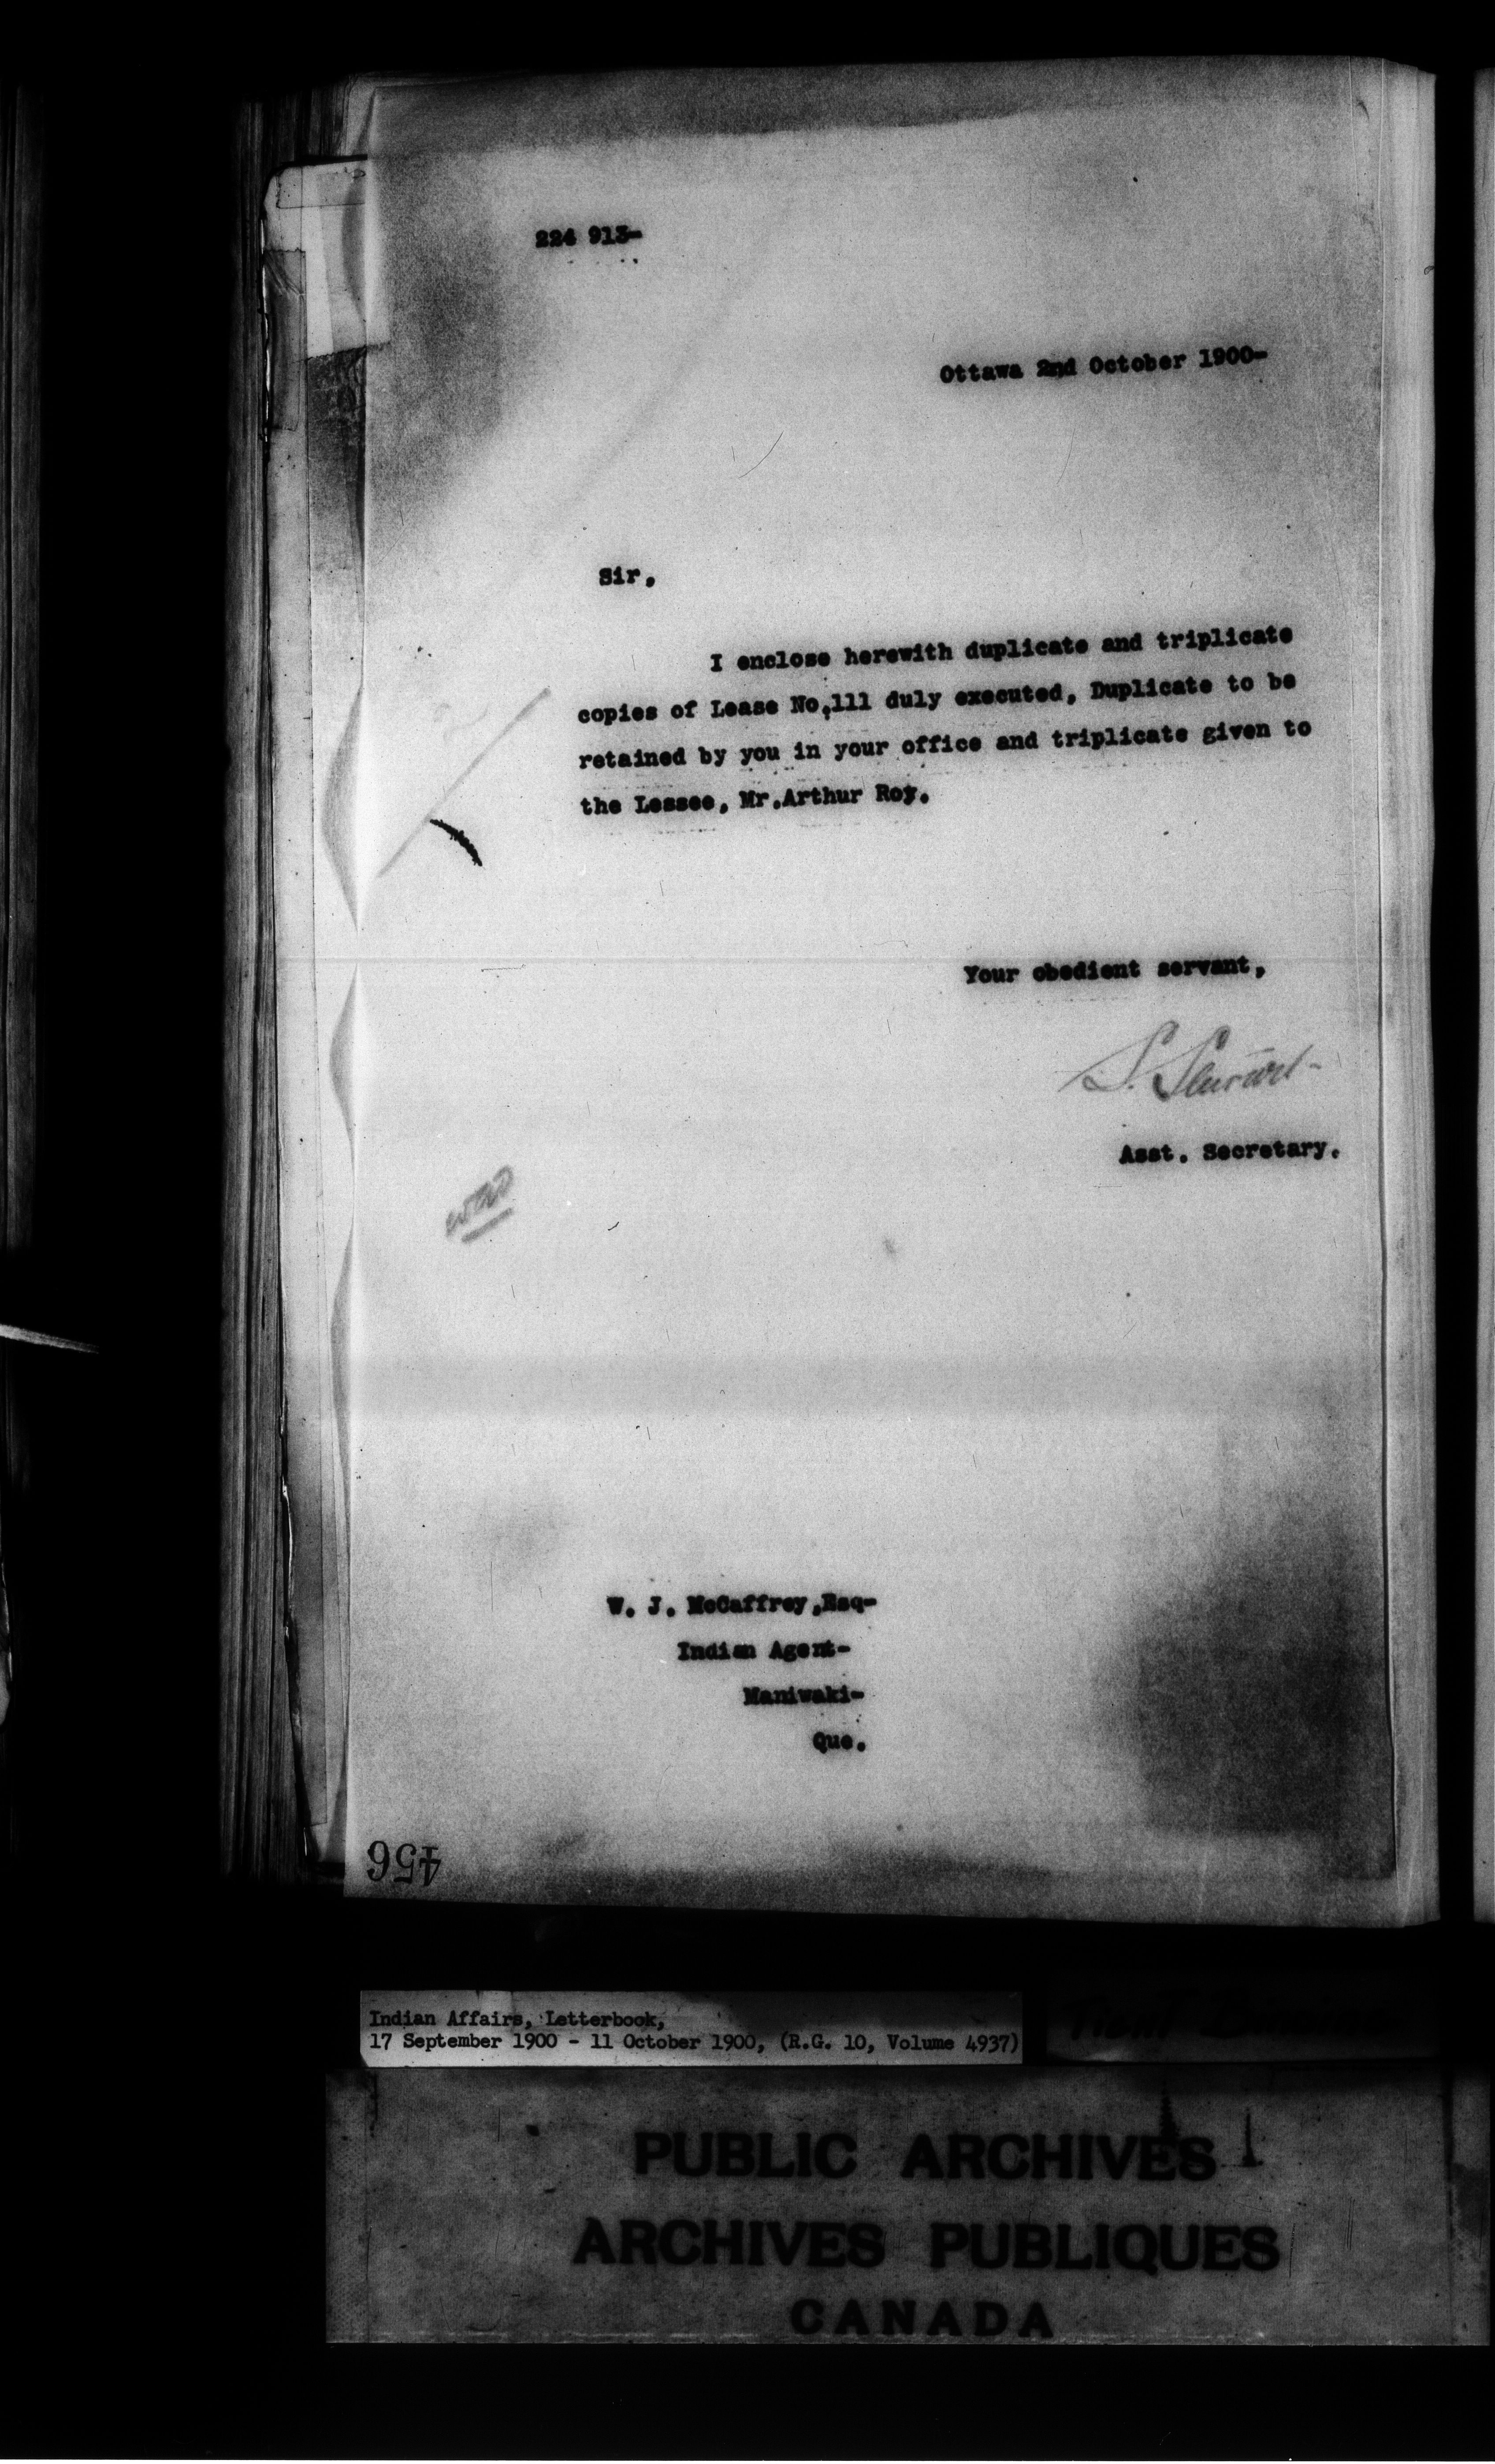 224 913-
Ottawa 2nd October 1900-
Sir,
I enclose herewith duplicate and triplicate
copies of Lease No.111 duly executed, Duplicate to be
retained by you in your office and triplicate given to
the Lessee, Mr.Arthur Roy.
Your obedient servant,
S. Stewart-
Asst. Secretary.
W. J. McCaffrey,Esq-
Indian Agent-
Maniwaki-
Que.
456
Indian Affairs, Letterbook,
17 September 1900 - 11 October 1900, (R.G. 10, Volume 4937)
PUBLIC ARCHIVES
ARCHIVES PUBLIQUES
CANADA